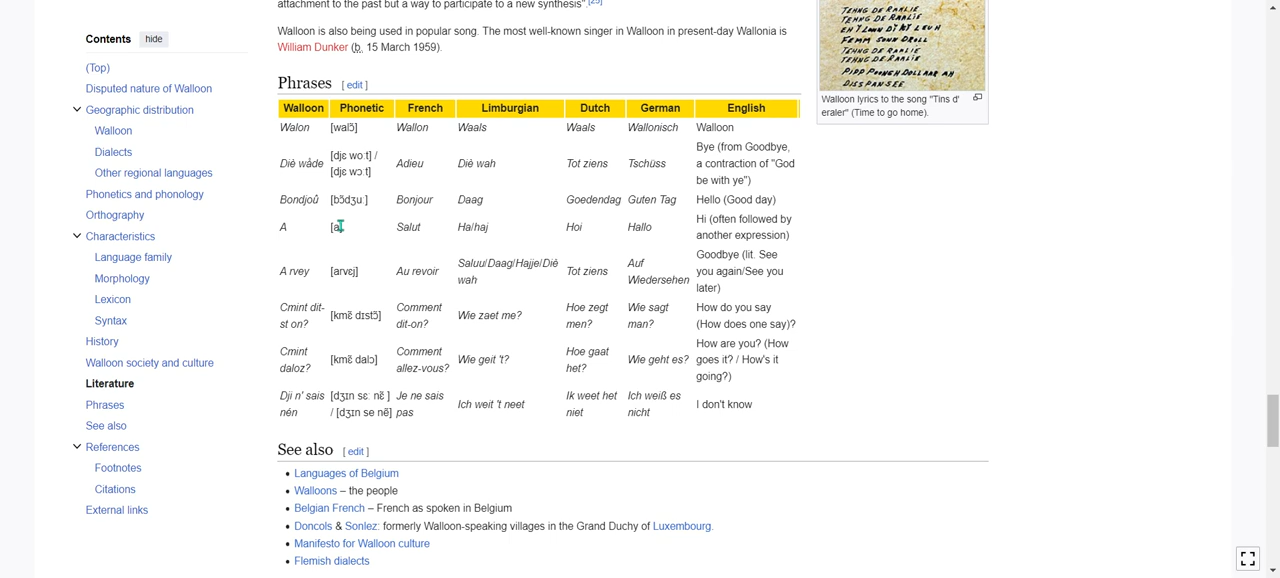 attachment to the past but a way to participate to a new synthesis".[25]
Contents hide
(Top)
Disputed nature of Walloon
Geographic distribution
Walloon
Dialects
Other regional languages
Phonetics and phonology
Orthography
Characteristics
Language family
Morphology
Lexicon
Syntax
History
Walloon society and culture
Literature
Phrases
See also
References
Footnotes
Citations
External links
Walloon is also being used in popular song. The most well-known singer in Walloon in present-day Wallonia is
William Dunker (b. 15 March 1959).
Phrases [ edit ]
Walloon Phonetic French Limburgian Dutch German English
Walon [walɔ̃] Wallon Waals Waals Wallonisch Walloon
Diè wåde [djɛ woːt] / [djɛ wɔːt] Adieu Diè wah Tot ziens Tschüss Bye (from Goodbye, a contraction of "God be with ye")
Bondjoû [bɔ̃dʒuː] Bonjour Daag Goedendag Guten Tag Hello (Good day)
A [a] Salut Ha/haj Hoi Hallo Hi (often followed by another expression)
A rvey [arvɛj] Au revoir Saluu/Daag/Hajje/Diè wah Tot ziens Auf Wiedersehen Goodbye (lit. See you again/See you later)
Cmint dit-st on? [kmɛ̃ dɪstɔ̃] Comment dit-on? Wie zaet me? Hoe zegt men? Wie sagt man? How do you say (How does one say)?
Cmint daloz? [kmɛ̃ dalɔ] Comment allez-vous? Wie geit 't? Hoe gaat het? Wie geht es? How are you? (How goes it? / How's it going?)
Dji n' sais nén [dʒɪn sɛː nɛ̃ ] / [dʒɪn se nẽ] Je ne sais pas Ich weit 't neet Ik weet het niet Ich weiß es nicht I don't know
See also [ edit ]
• Languages of Belgium
• Walloons – the people
• Belgian French – French as spoken in Belgium
• Doncols & Sonlez: formerly Walloon-speaking villages in the Grand Duchy of Luxembourg.
• Manifesto for Walloon culture
• Flemish dialects
TEHNG DE RAALIE
Walloon lyrics to the song "Tins d'
eraler" (Time to go home).